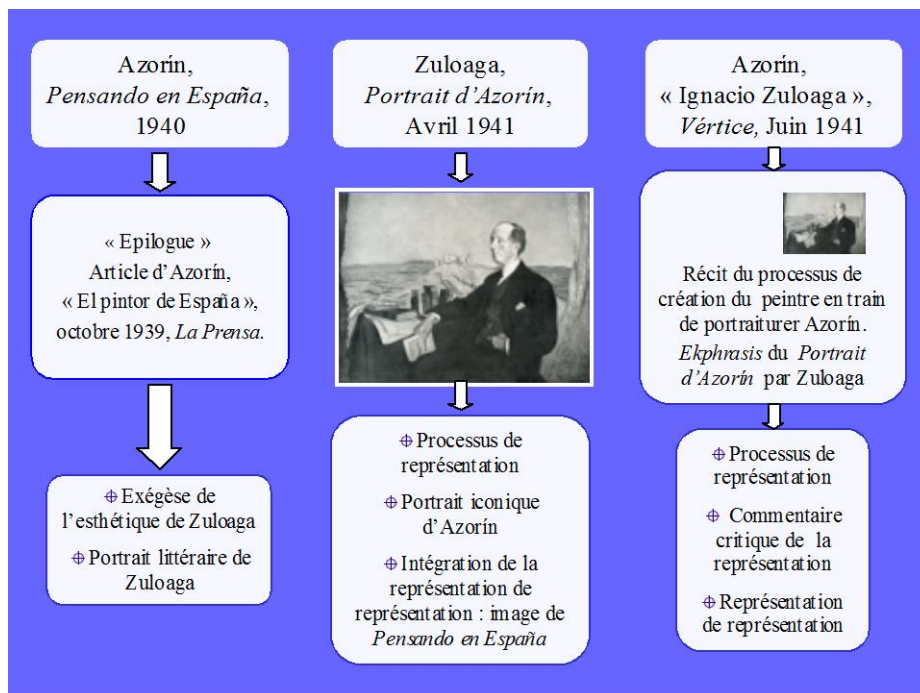 Azorín,
Pensando en España,
1940
« Epilogue »
Article d’Azorín,
« El pintor de España »,
octobre 1939, La Prensa.
⌖ Exégèse de
l’esthétique de Zuloaga
⌖ Portrait littéraire de
Zuloaga
Zuloaga,
Portrait d’Azorín,
Avril 1941
⌖ Processus de
représentation
⌖ Portrait iconique
d’Azorín
⌖ Intégration de la
représentation de
représentation : image de
Pensando en España
Azorín,
« Ignacio Zuloaga »,
Vértice, Juin 1941
Récit du processus de
création du peintre en train
de portraiturer Azorín.
Ekphrasis du Portrait
d’Azorín par Zuloaga
⌖ Processus de
représentation
⌖ Commentaire
critique de la
représentation
⌖ Représentation
de représentation